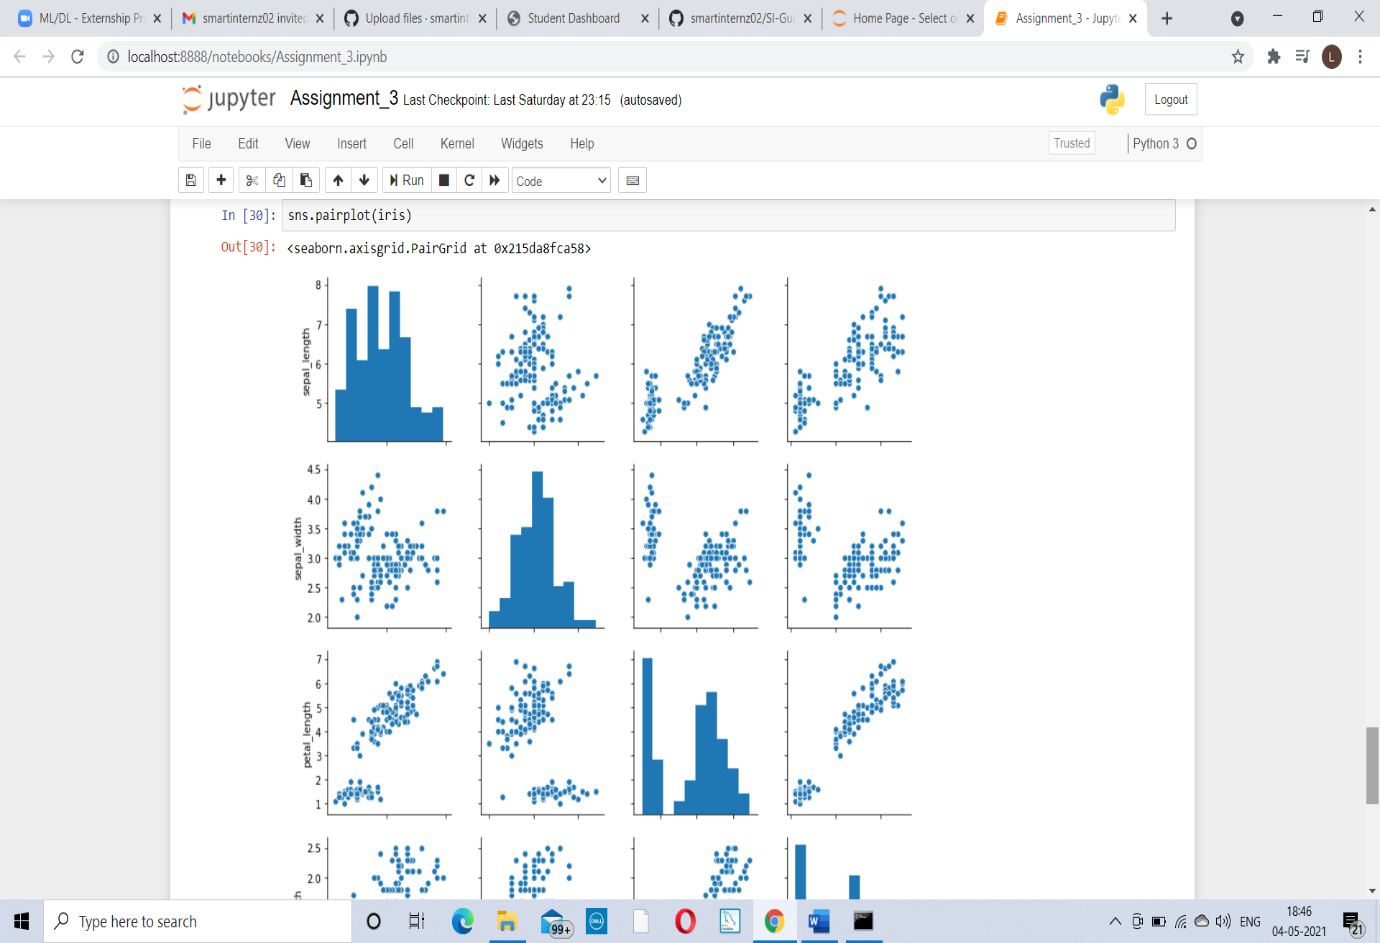 ML/DL - Externship Pr
smartinternz02 invited
Upload files · smartint
Student Dashboard
smartinternz02/SI-Gui
Home Page - Select o
Assignment_3 - Jupyte
localhost:8888/notebooks/Assignment_3.ipynb
L
jupyter Assignment_3 Last Checkpoint: Last Saturday at 23:15 (autosaved)
Logout
File Edit View Insert Cell Kernel Widgets Help
Trusted
Python 3
Run
Code
In [30]: sns.pairplot(iris)
Out[30]: <seaborn.axisgrid.PairGrid at 0x215da8fca58>
8
7
6
5
sepal_length
4.5
4.0
3.5
3.0
2.5
2.0
sepal_width
7
6
5
4
3
2
1
petal_length
2.5
2.0
Type here to search
99+
DELL
W
ENG
18:46
04-05-2021
21